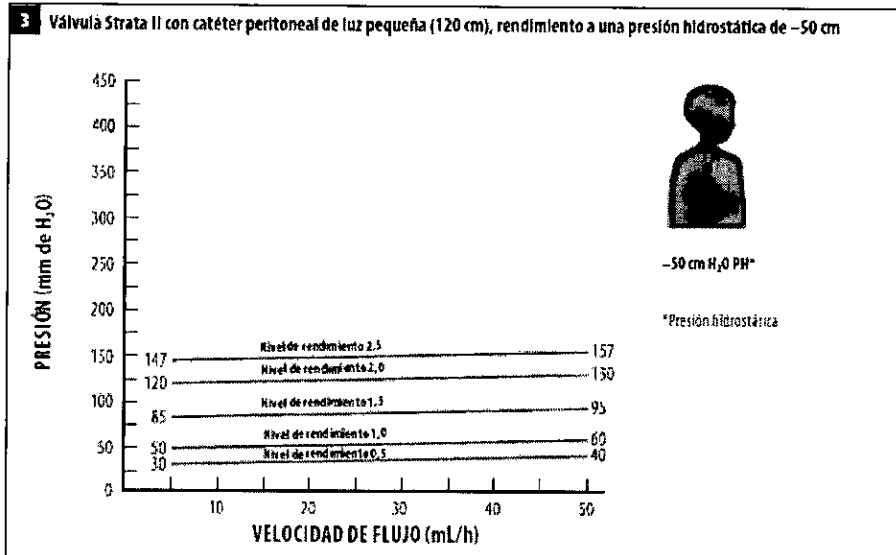 3 Válvula Strata II con catéter peritoneal de luz pequeña (120 cm), rendimiento a una presión hidrostática de –50 cm
PRESIÓN (mm de H₂O)
450
400
350
300
250
200
150
100
50
0
–50 cm H₂O PH*
*Presión hidrostática
147 Nivel de rendimiento 2,5 157
120 Nivel de rendimiento 2,0 130
85 Nivel de rendimiento 1,5 95
50 Nivel de rendimiento 1,0 60
30 Nivel de rendimiento 0,5 40
10 20 30 40 50
VELOCIDAD DE FLUJO (mL/h)